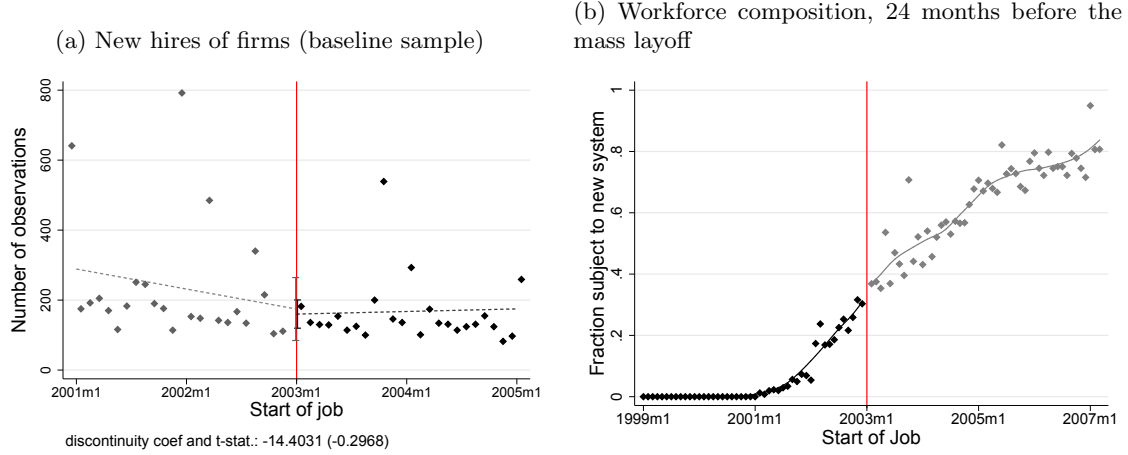 (a) New hires of firms (baseline sample)
(b) Workforce composition, 24 months before the
mass layoff
Number of observations
800
600
400
200
0
2001m1 2002m1 2003m1 2004m1 2005m1
Start of job
discontinuity coef and t-stat.: -14.4031 (-0.2968)
Fraction subject to new system
1
.8
.6
.4
.2
0
1999m1 2001m1 2003m1 2005m1 2007m1
Start of Job